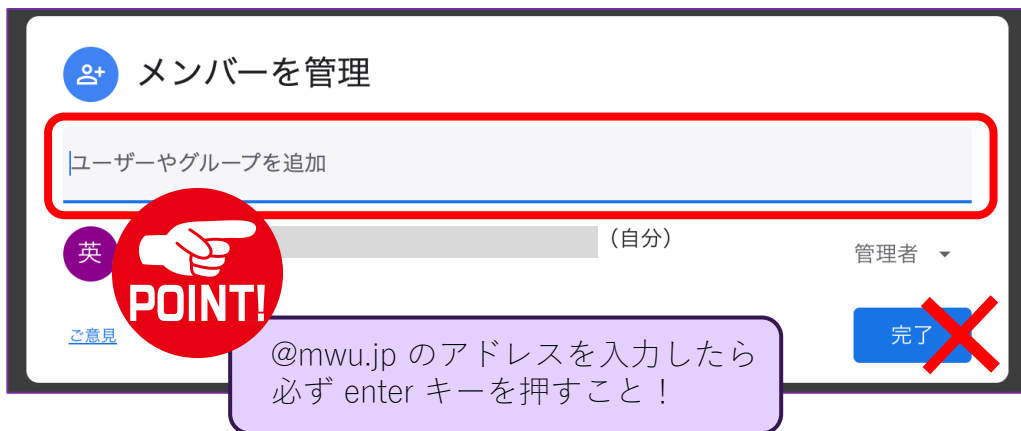 メンバーを管理
ユーザーやグループを追加
英
（自分）
管理者
POINT!
ご意見
完了
@mwu.jp のアドレスを入力したら
必ず enter キーを押すこと！